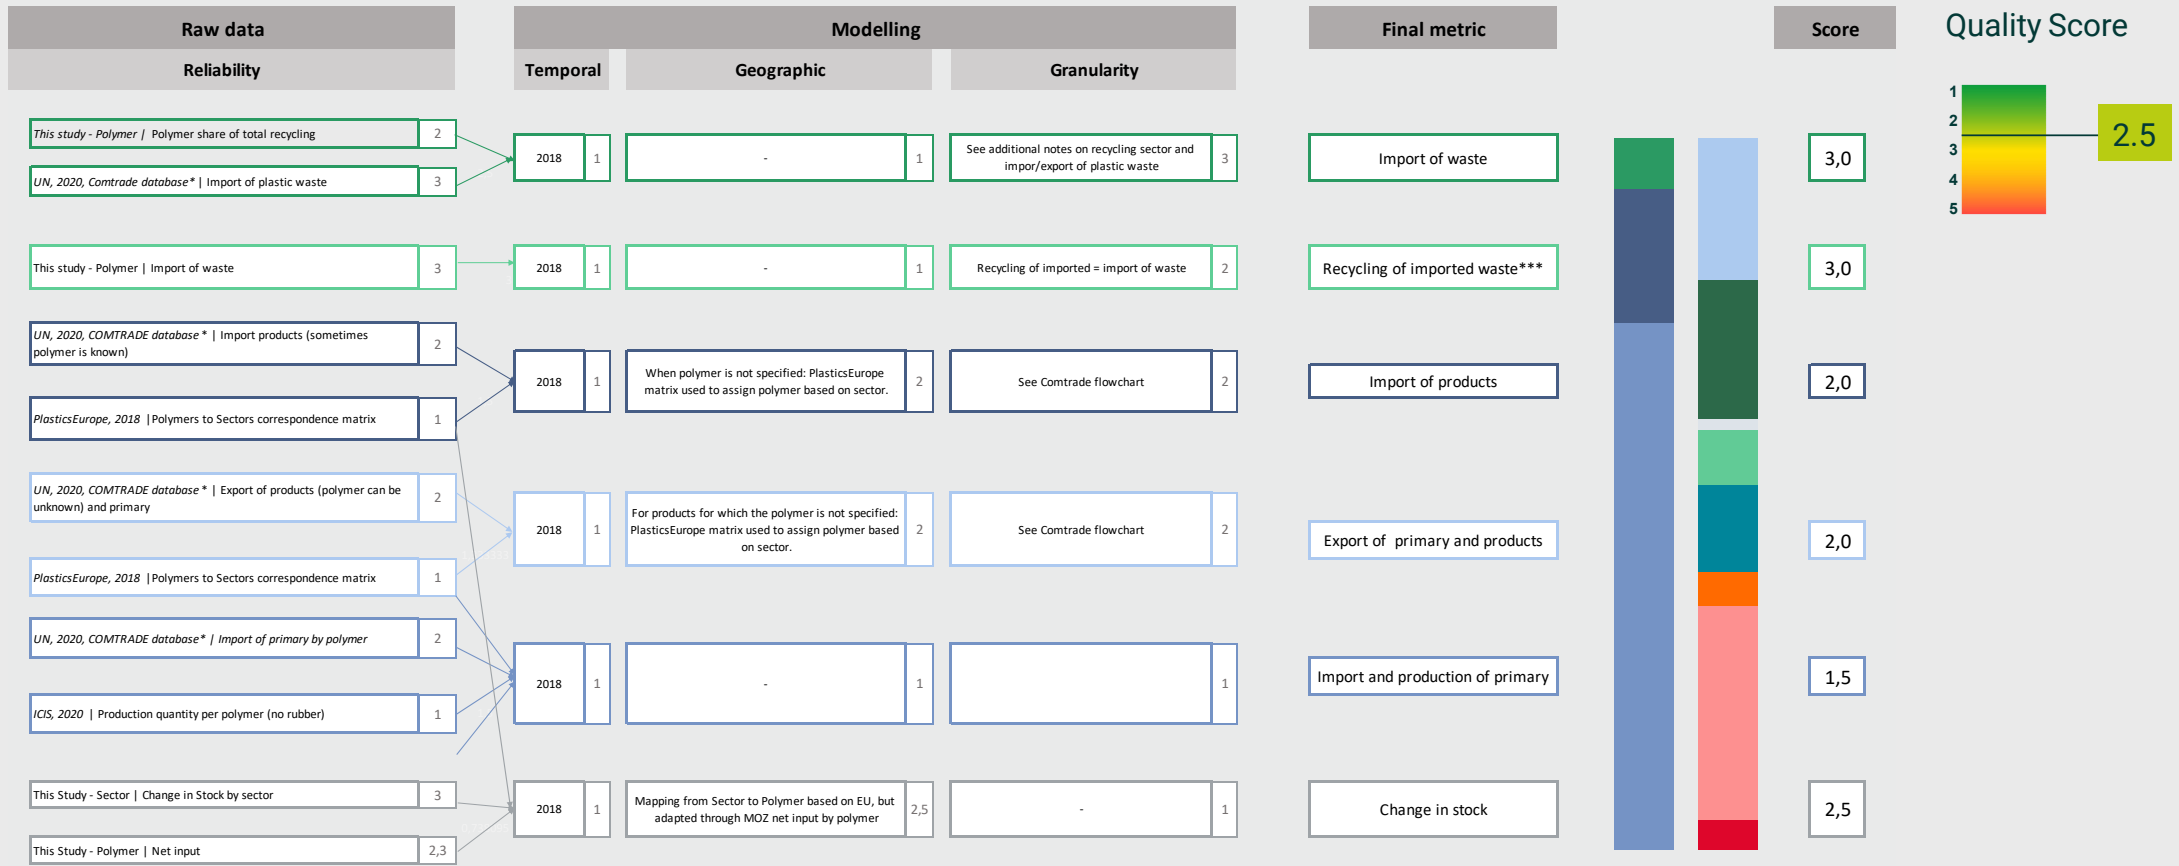 Raw data
Modelling
Final metric
Score
Quality Score
Reliability
Temporal
Geographic
Granularity
1
2
3
4
5
2.5
This study - Polymer | Polymer share of total recycling
2
UN, 2020, Comtrade database* | Import of plastic waste
3
2018
1
-
1
See additional notes on recycling sector and
impor/export of plastic waste
3
Import of waste
3,0
This study - Polymer | Import of waste
3
2018
1
-
1
Recycling of imported = import of waste
2
Recycling of imported waste***
3,0
UN, 2020, COMTRADE database * | Import products (sometimes
polymer is known)
2
PlasticsEurope, 2018 |Polymers to Sectors correspondence matrix
1
2018
1
When polymer is not specified: PlasticsEurope
matrix used to assign polymer based on sector.
2
See Comtrade flowchart
2
Import of products
2,0
UN, 2020, COMTRADE database * | Export of products (polymer can be
unknown) and primary
2
PlasticsEurope, 2018 |Polymers to Sectors correspondence matrix
1
2018
1
For products for which the polymer is not specified:
PlasticsEurope matrix used to assign polymer based
on sector.
2
See Comtrade flowchart
2
Export of primary and products
2,0
UN, 2020, COMTRADE database* | Import of primary by polymer
2
ICIS, 2020 | Production quantity per polymer (no rubber)
1
2018
1
-
1
1
Import and production of primary
1,5
This Study - Sector | Change in Stock by sector
3
This Study - Polymer | Net input
2,3
2018
1
Mapping from Sector to Polymer based on EU, but
adapted through MOZ net input by polymer
2,5
-
1
Change in stock
2,5